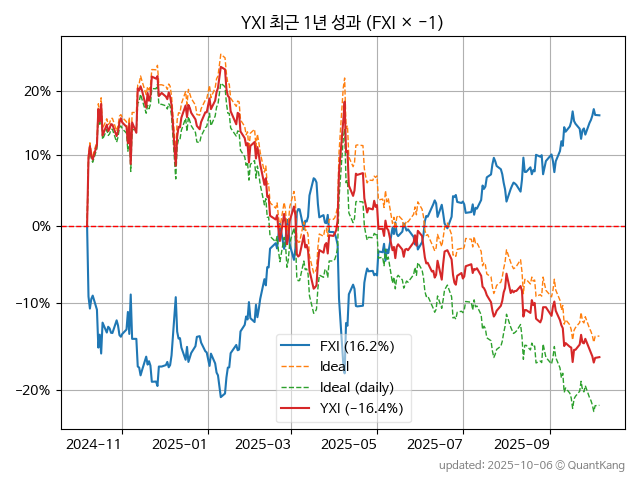 YXI 최근 1년 성과 (FXI × -1)
20%
10%
0%
−10%
−20%
FXI (16.2%)
Ideal
Ideal (daily)
YXI (-16.4%)
2024-11 2025-01 2025-03 2025-05 2025-07 2025-09
updated: 2025-10-06 © QuantKang